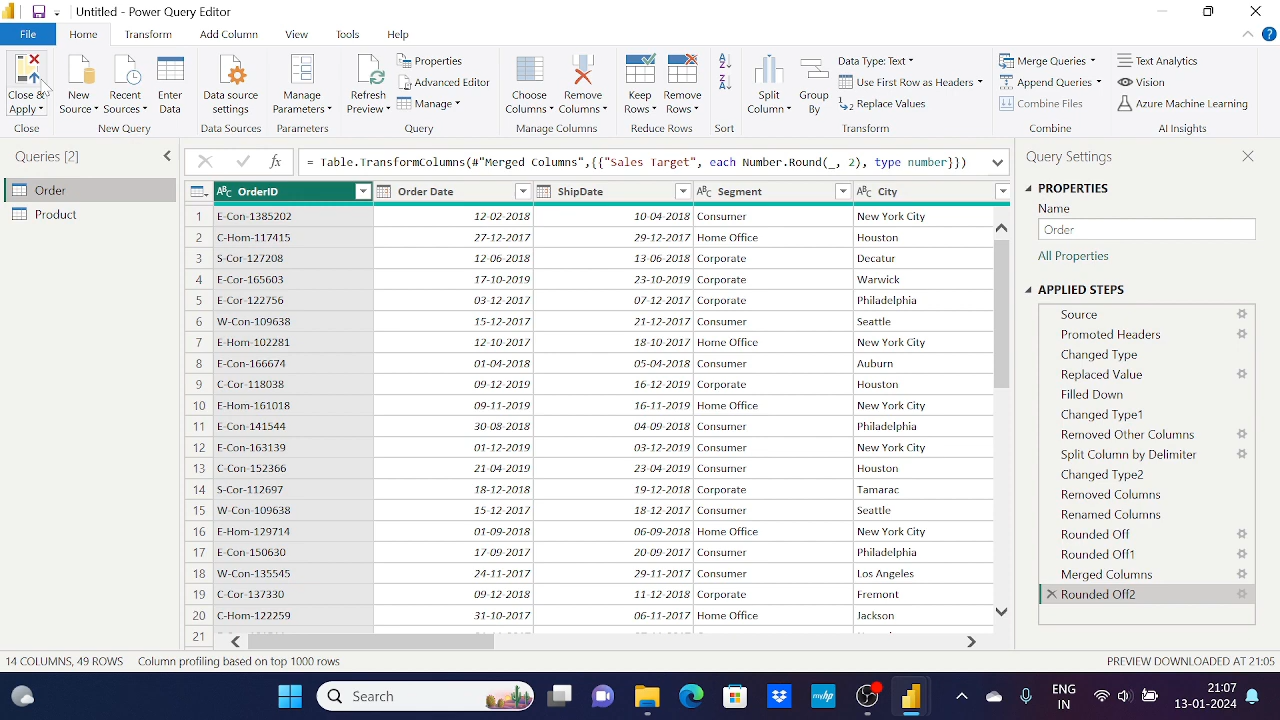 Untitled - Power Query Editor
File Home Transform Add Column View Tools Help
Close & Apply
New Source
Recent Sources
Enter Data
Data source settings
Manage Parameters
Refresh Preview
Properties
Advanced Editor
Manage
Choose Columns
Remove Columns
Keep Rows
Remove Rows
Split Column
Group By
Data Type: Text
Use First Row as Headers
Replace Values
Merge Queries
Append Queries
Combine Files
Text Analytics
Vision
Azure Machine Learning
Close New Query Data Sources Parameters Query Manage Columns Reduce Rows Sort Transform Combine AI Insights
Queries [2]
Order
Product
= Table.TransformColumns(#"Merged Columns",{{"Sales Target", each Number.Round(_, 2), type number}})
OrderID Order Date ShipDate Segment City
1 E-Con-1385202 12-02-2018 10-04-2018 Consumer New York City
2 C-Hom-117415 27-12-2017 29-12-2017 Home Office Houston
3 S-Cor-127208 12-06-2018 13-06-2018 Corporate Decatur
4 E-Cor-165603 17-10-2019 23-10-2019 Corporate Warwick
5 E-Cor-122756 03-12-2017 07-12-2017 Corporate Philadelphia
6 W-Con-109638 15-12-2017 21-12-2017 Consumer Seattle
7 E-Hom-102281 12-10-2017 18-10-2017 Home Office New York City
8 E-Con-166674 01-04-2019 05-04-2019 Consumer Auburn
9 C-Cor-118038 09-12-2019 16-12-2019 Corporate Houston
10 E-Hom-161018 09-11-2019 16-11-2019 Home Office New York City
11 E-Con-141544 30-08-2018 04-09-2018 Consumer Philadelphia
12 E-Con-163139 01-12-2019 03-12-2019 Consumer New York City
13 C-Con-152366 21-04-2019 23-04-2019 Consumer Houston
14 S-Cor-112697 18-12-2018 19-12-2018 Corporate Tamarac
15 W-Con-109638 15-12-2017 18-12-2017 Consumer Seattle
16 E-Hom-129714 01-09-2018 06-09-2018 Home Office New York City
17 E-Con-150630 17-09-2017 20-09-2017 Consumer Philadelphia
18 W-Con-135545 24-11-2017 29-11-2017 Consumer Los Angeles
19 C-Cor-137330 09-12-2018 11-12-2018 Corporate Fremont
20 C-Hom-122259 31-10-2017 06-11-2017 Home Office Jackson
21
Query Settings
PROPERTIES
Name
Order
All Properties
APPLIED STEPS
Source
Promoted Headers
Changed Type
Replaced Value
Filled Down
Changed Type1
Removed Other Columns
Split Column by Delimiter
Changed Type2
Removed Columns
Renamed Columns
Rounded Off
Rounded Off1
Merged Columns
Rounded Off2
14 COLUMNS, 49 ROWS Column profiling based on top 1000 rows PREVIEW DOWNLOADED AT 21:05
Search
myhp
ENG
IN
21:07
13-01-2024